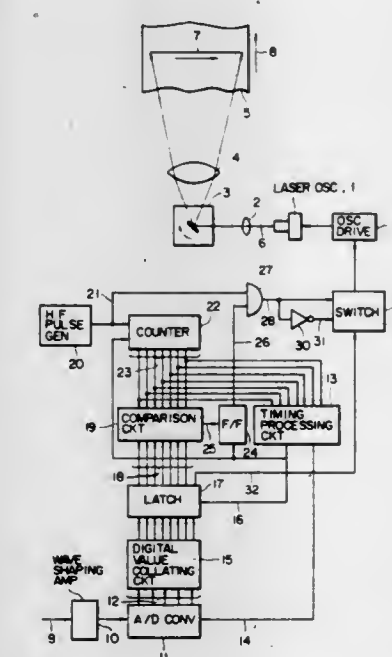 7
8
5
4
3
2
LASER OSC, 1
6
OSC DRIVE
27
21
22
28
H.F PULSE GEN
COUNTER
SWITCH
26
30
31
20
23
13
COMPARISON CKT
F/F
TIMING PROCESSING CKT
19
25
24
18
17
32
LATCH
16
DIGITAL VALUE COLLATING CKT
15
WAVE SHAPING AMP
12
A/D CONV
9
10
11
14